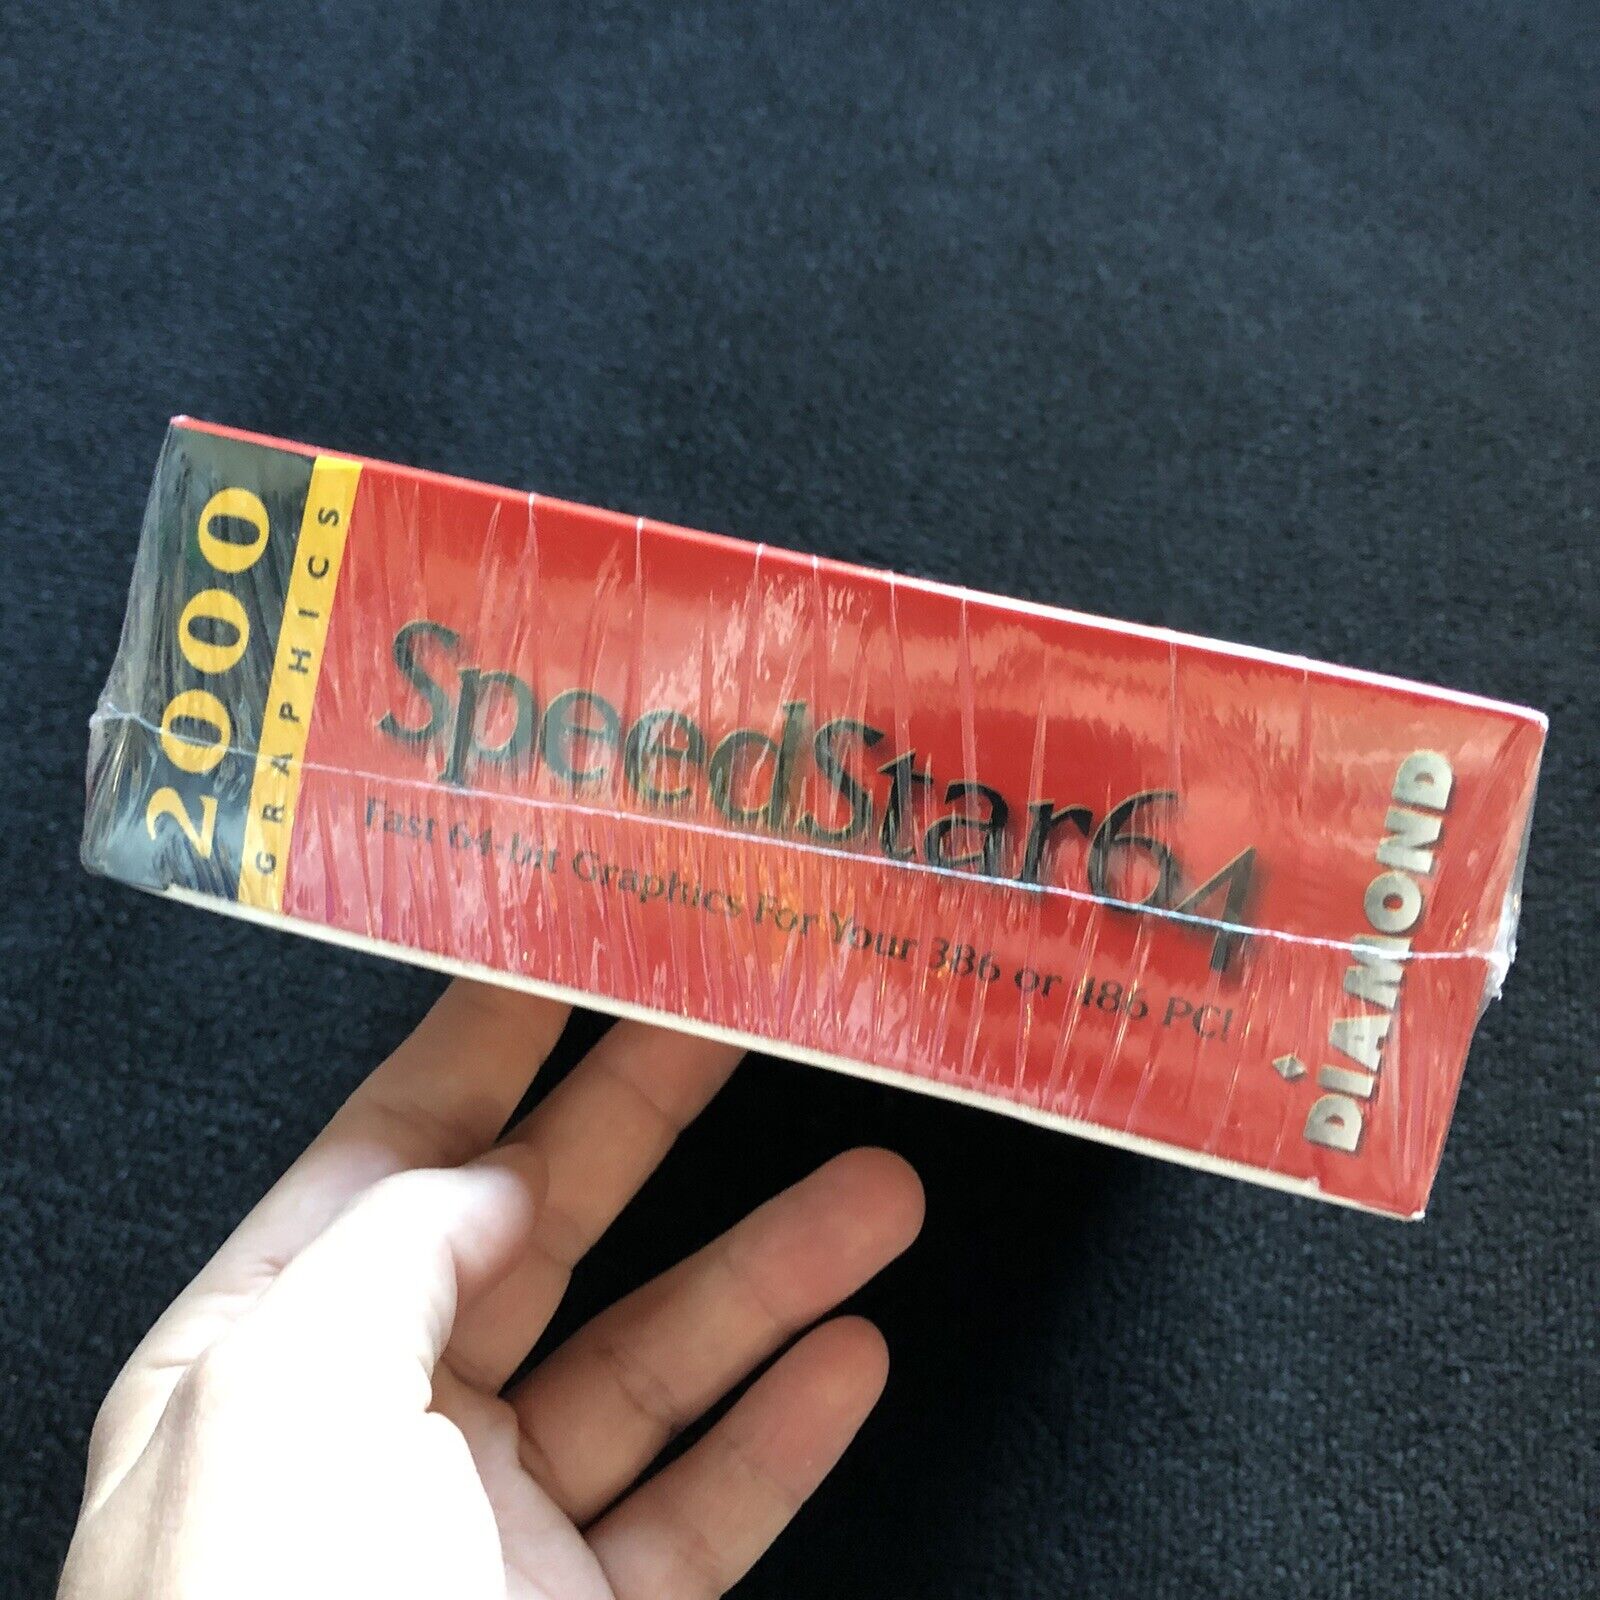 2000
GRAPHICS
SpeedStar64
Fast 64-bit Graphics For Your 386 or 486 PC!
DIAMOND